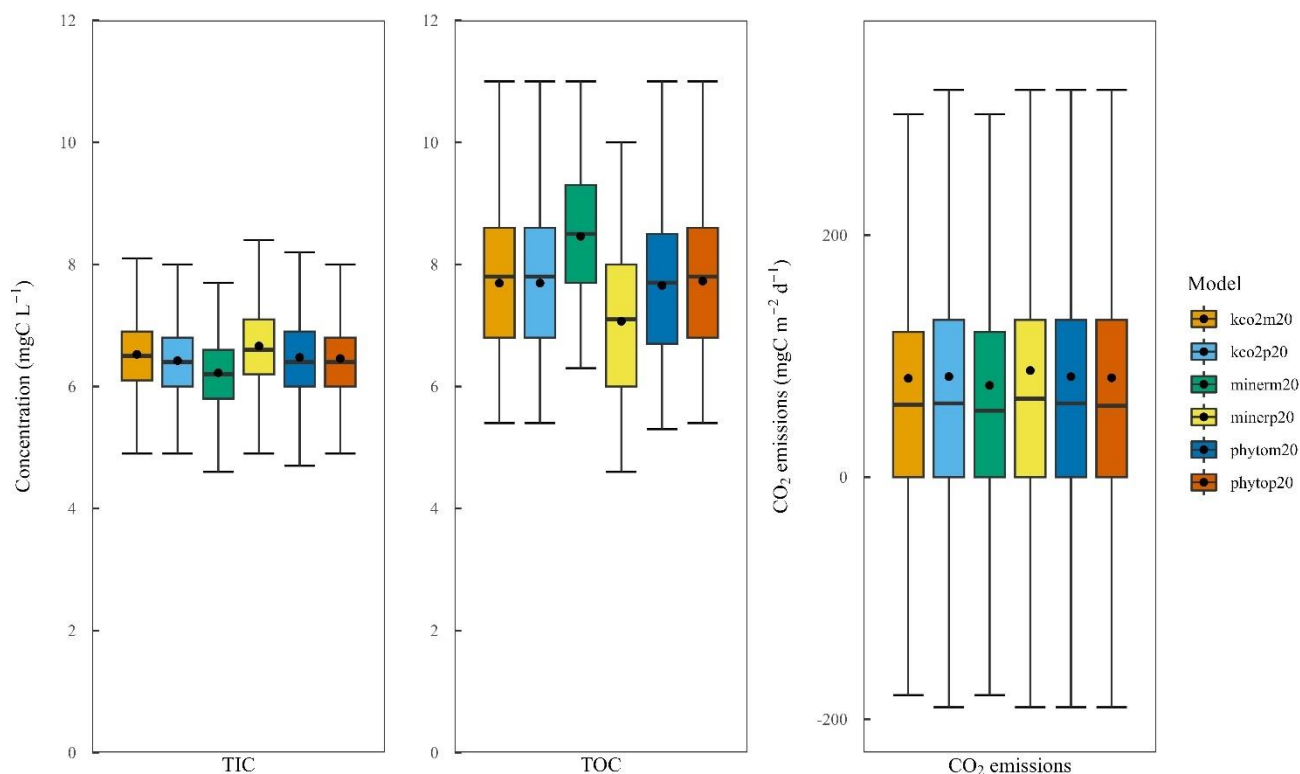 Concentration (mgC L⁻¹)
12
10
8
6
4
2
0
TIC
12
10
8
6
4
2
0
TOC
CO₂ emissions (mgC m⁻² d⁻¹)
200
0
-200
CO₂ emissions
Model
kco2m20
kco2p20
minerm20
minerp20
phytom20
phytop20